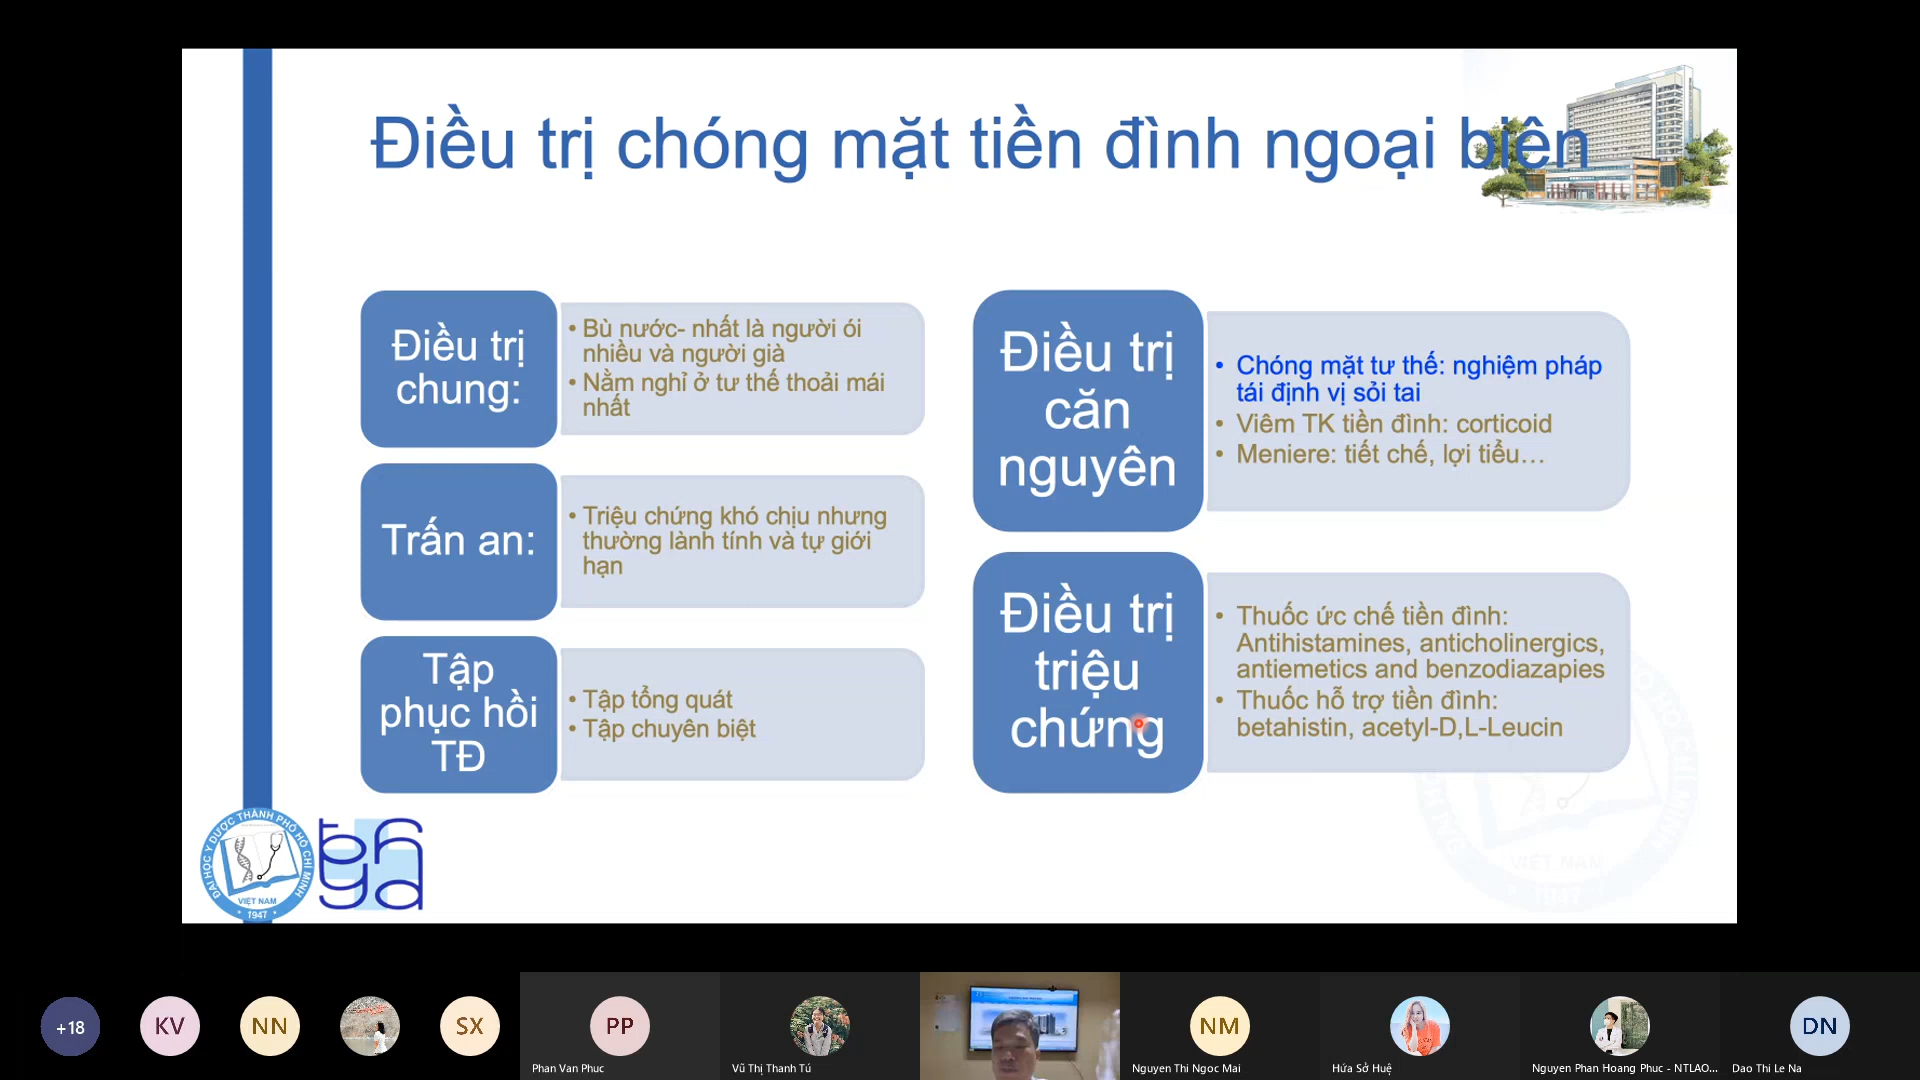 Điều trị chóng mặt tiền đình ngoại biên
Điều trị
chung:
• Bù nước- nhất là người ói
nhiều và người già
• Nằm nghỉ ở tư thế thoải mái
nhất
Trấn an:
• Triệu chứng khó chịu nhưng
thường lành tính và tự giới
hạn
Tập
phục hồi
TĐ
• Tập tổng quát
• Tập chuyên biệt
Điều trị
căn
nguyên
• Chóng mặt tư thế: nghiệm pháp
tái định vị sỏi tai
• Viêm TK tiền đình: corticoid
• Meniere: tiết chế, lợi tiểu…
Điều trị
triệu
chứng
• Thuốc ức chế tiền đình:
Antihistamines, anticholinergics,
antiemetics and benzodiazapies
• Thuốc hỗ trợ tiền đình:
betahistin, acetyl-D,L-Leucin
ĐẠI HỌC Y DƯỢC THÀNH PHỐ HỒ CHÍ MINH
VIỆT NAM
• 1947 •
VIỆT NAM
1947
+18
KV
NN
SX
PP
Phan Van Phuc
Vũ Thị Thanh Tú
NM
Nguyen Thi Ngoc Mai
Hứa Sở Huệ
Nguyen Phan Hoang Phuc - NTLAO...
DN
Dao Thi Le Na